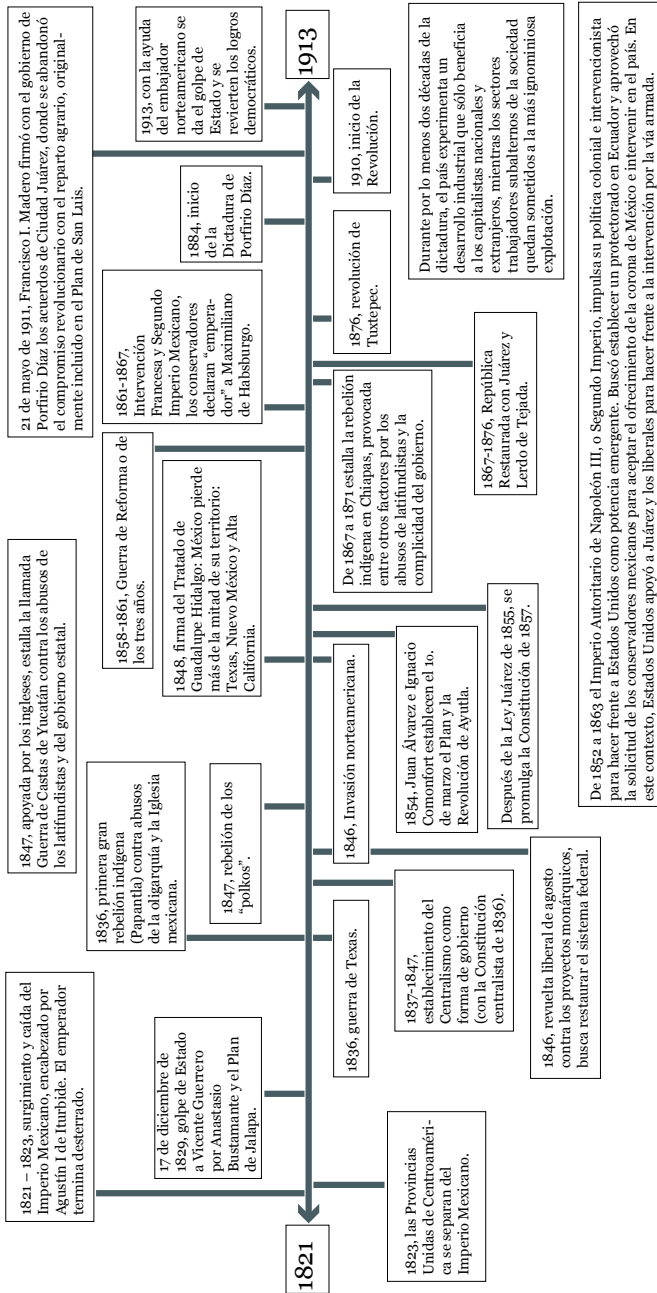 1821 – 1823, surgimiento y caída del
Imperio Mexicano, encabezado por
Agustín I de Iturbide. El emperador
termina desterrado.
1847, apoyada por los ingleses, estalla la llamada
Guerra de Castas de Yucatán contra los abusos de
los latifundistas y del gobierno estatal.
21 de mayo de 1911, Francisco I. Madero firmó con el gobierno de
Porfirio Díaz los acuerdos de Ciudad Juárez, donde se abandonó
el compromiso revolucionario con el reparto agrario, original-
mente incluido en el Plan de San Luis.
1836, primera gran
rebelión indígena
(Papantla) contra abusos
de la oligarquía y la Iglesia
mexicana.
1858-1861, Guerra de Reforma o de
los tres años.
1861-1867,
Intervención
Francesa y Segundo
Imperio Mexicano,
los conservadores
declaran “empera-
dor” a Maximiliano
de Habsburgo.
1884, inicio
de la
Dictadura de
Porfirio Díaz.
1913, con la ayuda
del embajador
norteamericano se
da el golpe de
Estado y se
revierten los logros
democráticos.
17 de diciembre de
1829, golpe de Estado
a Vicente Guerrero
por Anastasio
Bustamante y el Plan
de Jalapa.
1847, rebelión de los
“polkos”.
1848, firma del Tratado de
Guadalupe Hidalgo: México pierde
más de la mitad de su territorio:
Texas, Nuevo México y Alta
California.
1821
1913
1823, las Provincias
Unidas de Centroaméri-
ca se separan del
Imperio Mexicano.
1836, guerra de Texas.
1846, Invasión norteamericana.
De 1867 a 1871 estalla la rebelión
indígena en Chiapas, provocada
entre otros factores por los
abusos de latifundistas y la
complicidad del gobierno.
1876, revolución de
Tuxtepec.
1910, inicio de la
Revolución.
1837-1847,
establecimiento del
Centralismo como
forma de gobierno
(con la Constitución
centralista de 1836).
1854, Juan Álvarez e Ignacio
Comonfort establecen el 1o.
de marzo el Plan y la
Revolución de Ayutla.
1867-1876, República
Restaurada con Juárez y
Lerdo de Tejada.
Durante por lo menos dos décadas de la
dictadura, el país experimenta un
desarrollo industrial que sólo beneficia
a los capitalistas nacionales y
extranjeros, mientras los sectores
trabajadores subalternos de la sociedad
quedan sometidos a la más ignominiosa
explotación.
Después de la Ley Juárez de 1855, se
promulga la Constitución de 1857.
1846, revuelta liberal de agosto
contra los proyectos monárquicos,
busca restaurar el sistema federal.
De 1852 a 1863 el Imperio Autoritario de Napoleón III, o Segundo Imperio, impulsa su política colonial e intervencionista
para hacer frente a Estados Unidos como potencia emergente. Buscó establecer un protectorado en Ecuador y aprovechó
la solicitud de los conservadores mexicanos para aceptar el ofrecimiento de la corona de México e intervenir en el país. En
este contexto, Estados Unidos apoyó a Juárez y los liberales para hacer frente a la intervención por la vía armada.